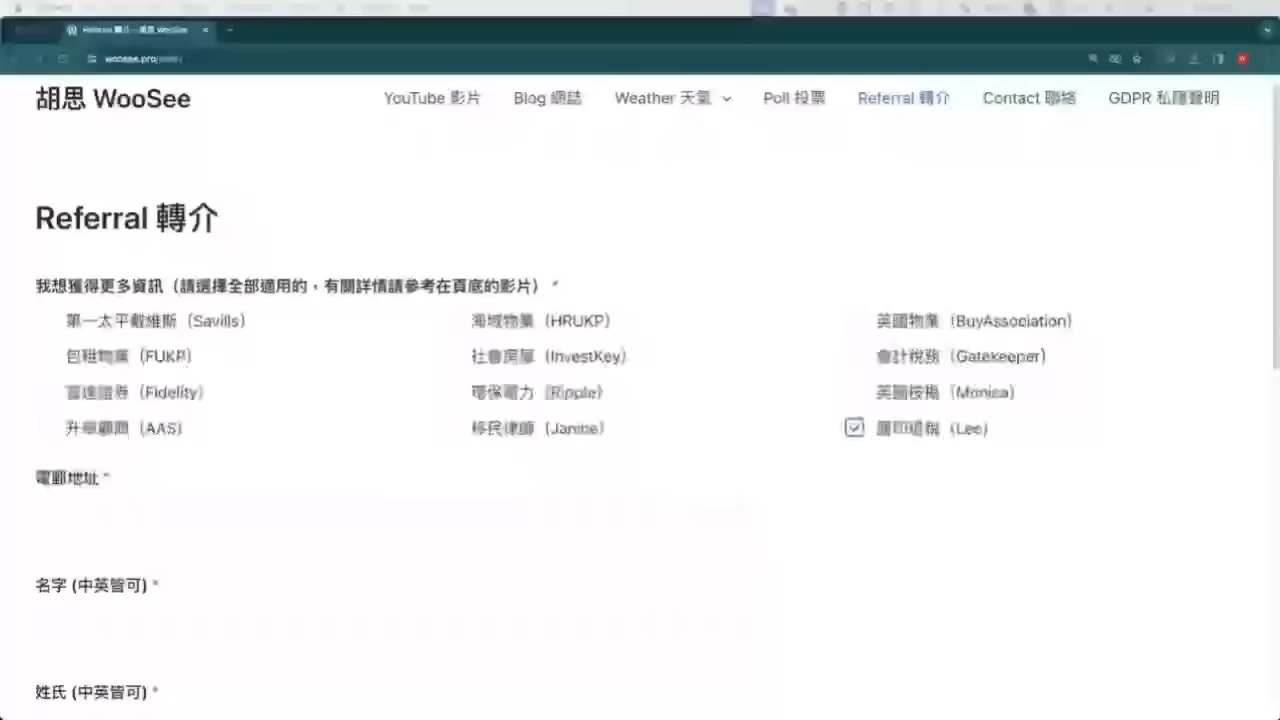 woosee.pro
胡思 WooSee
YouTube 影片
Blog 網誌
Weather 天氣
Poll 投票
Referral 轉介
Contact 聯絡
GDPR 私隱聲明
Referral 轉介
我想獲得更多資訊（請選擇全部適用的，有關詳情請參考在頁底的影片） *
第一太平戴維斯（Savills）
海域物業（HRUKP）
英國物業（BuyAssociation）
包租物業（FUKP）
社會房屋（InvestKey）
會計稅務（Gatekeeper）
富達證券（Fidelity）
環保電力（Ripple）
英國按揭（Monica）
升學顧問（AAS）
移民律師（Janine）
（Lee）
電郵地址 *
名字 (中英皆可) *
姓氏 (中英皆可) *